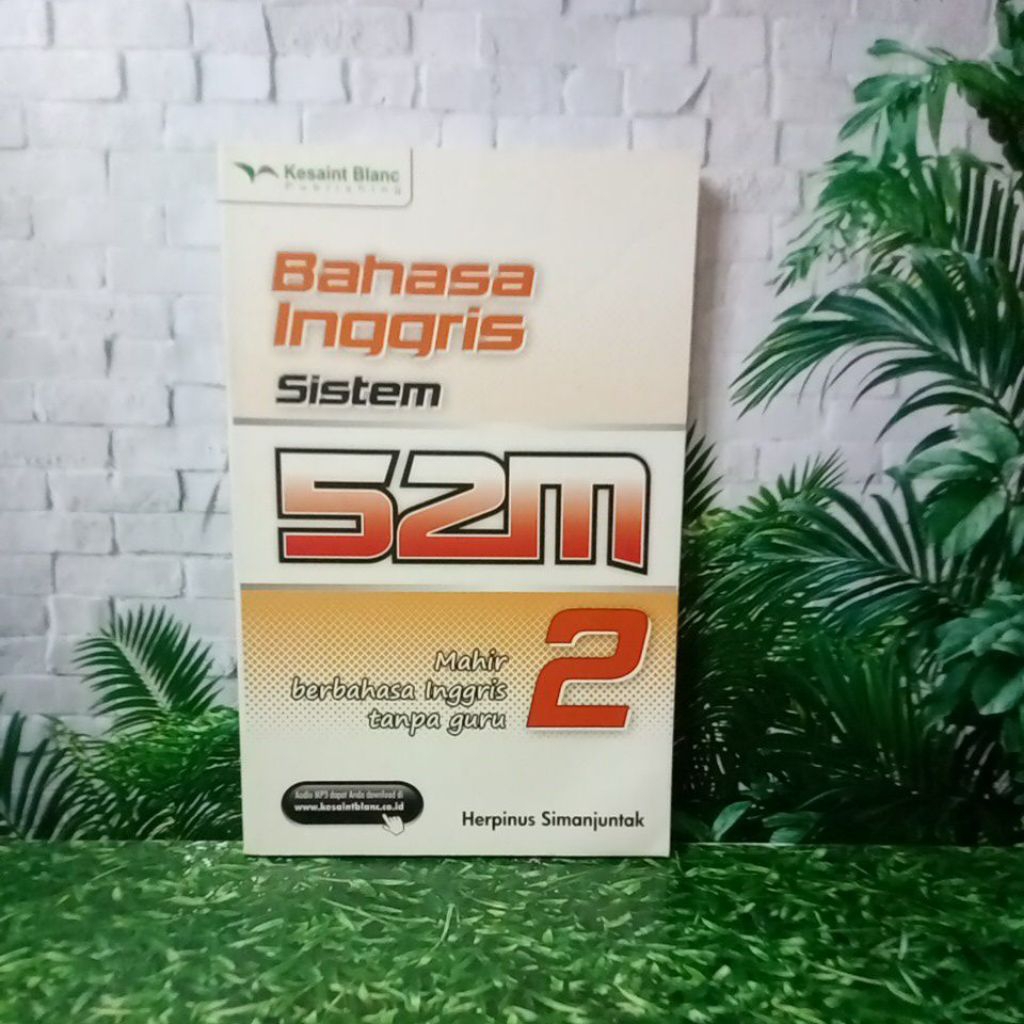 Kesaint Blanc
Publishing
Bahasa
Inggris
Sistem
52M
2
Mahir
berbahasa Inggris
tanpa guru
Audio MP3 dapat Anda download di
www.kesaintblanc.co.id
Herpinus Simanjuntak